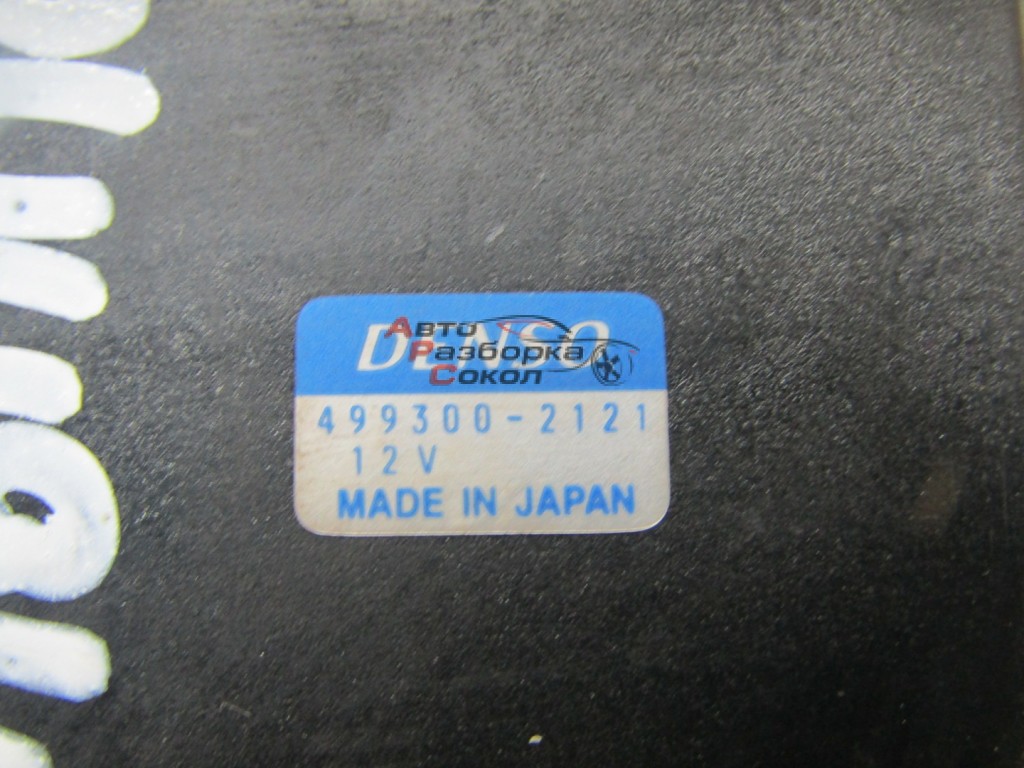 DENSO
Авто
Разборка
Сокол
499300-2121
12V
MADE IN JAPAN